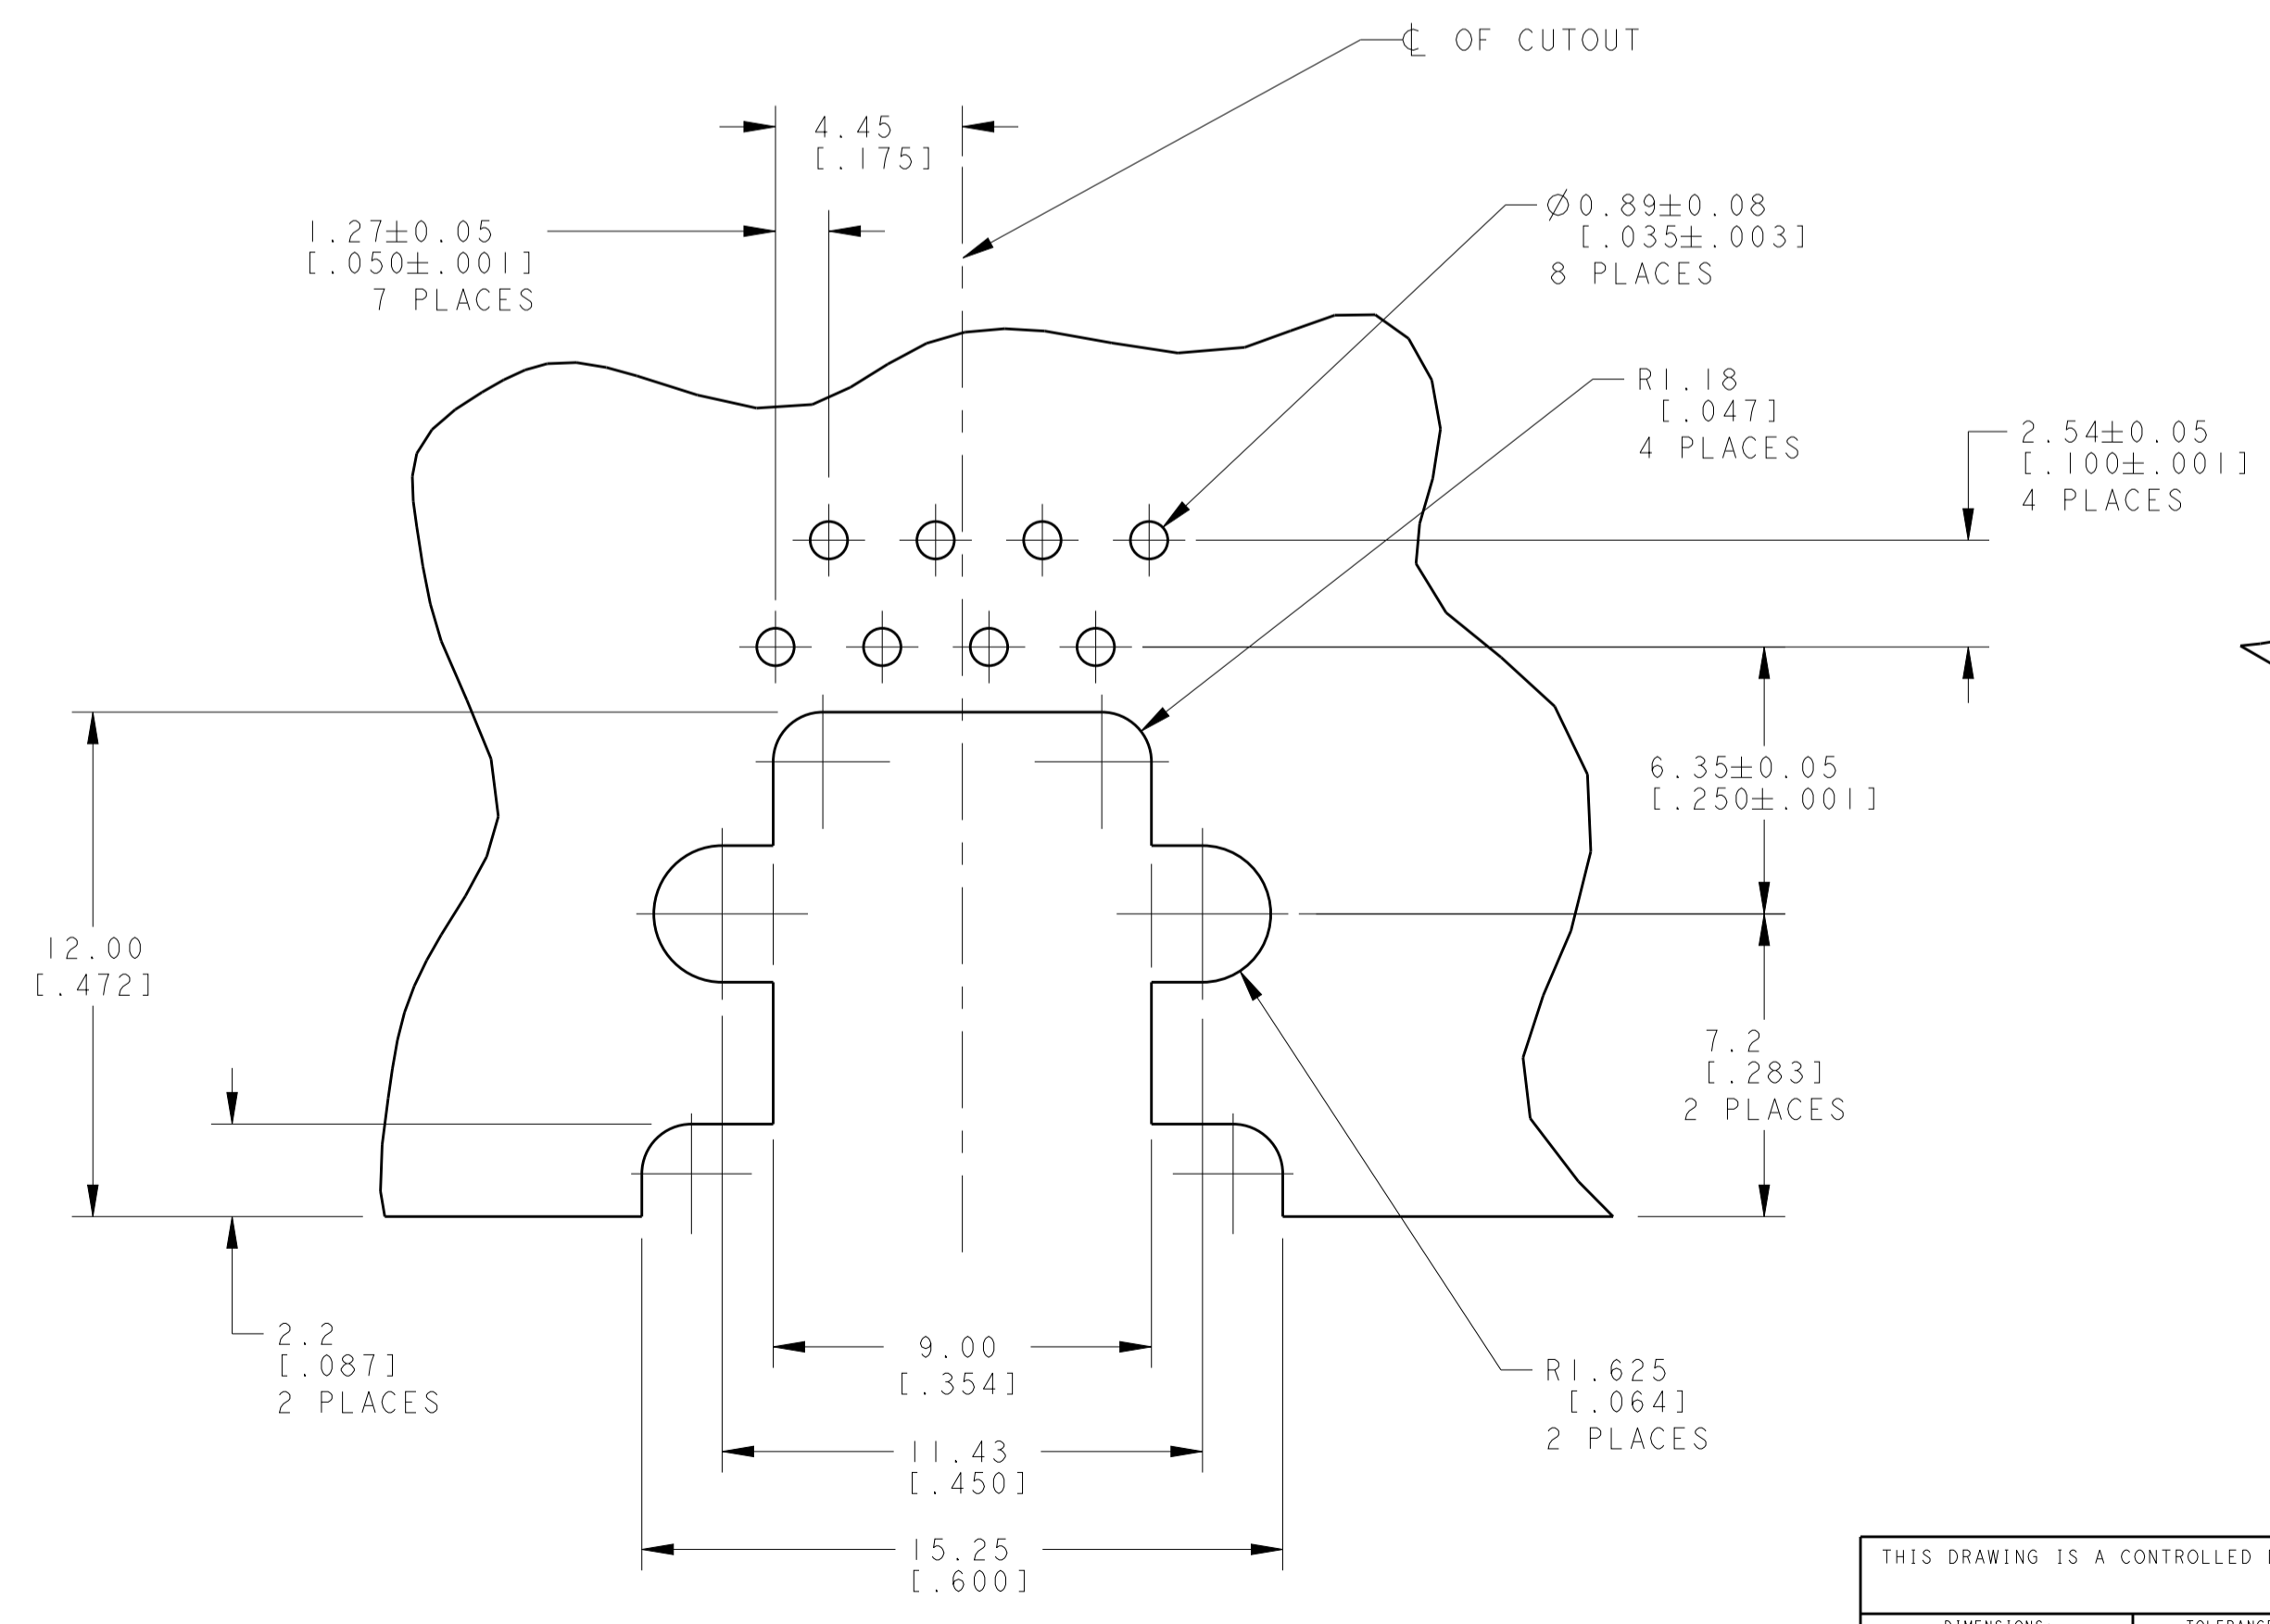 ℄ OF CUTOUT
4.45
[.175]
1.27±0.05
[.050±.001]
7 PLACES
Ø0.89±0.08
[.035±.003]
8 PLACES
R1.18
[.047]
4 PLACES
2.54±0.05
[.100±.001]
4 PLACES
6.35±0.05
[.250±.001]
12.00
[.472]
7.2
[.283]
2 PLACES
2.2
[.087]
2 PLACES
9.00
[.354]
R1.625
[.064]
2 PLACES
11.43
[.450]
15.25
[.600]
THIS DRAWING IS A CONTROLLED
DIMENSIONS